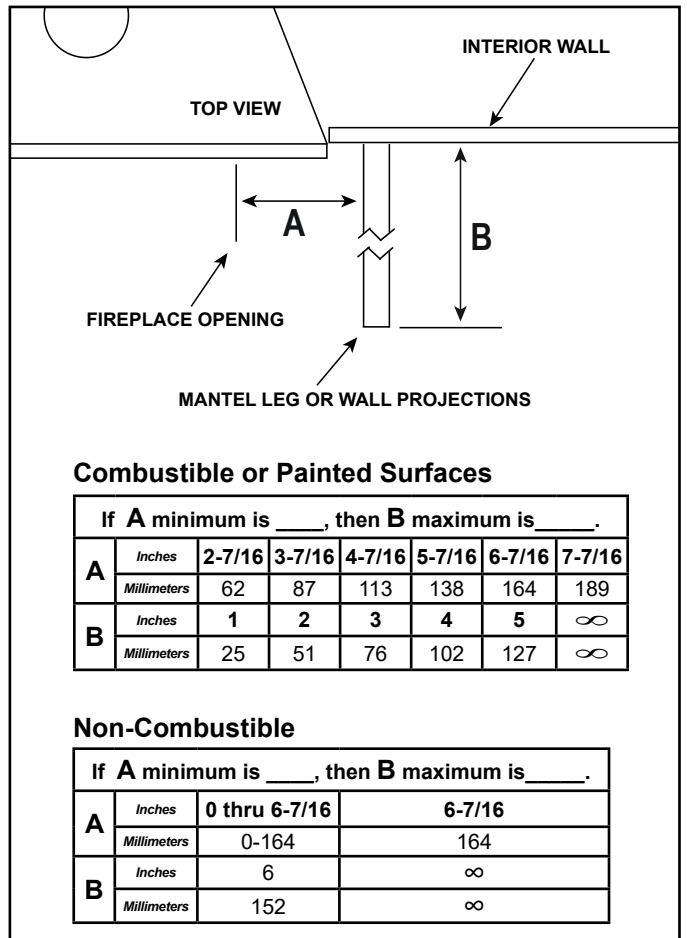 INTERIOR WALL
TOP VIEW
A
B
FIREPLACE OPENING
MANTEL LEG OR WALL PROJECTIONS
Combustible or Painted Surfaces
If A minimum is ____, then B maximum is_____.
A Inches 2-7/16 3-7/16 4-7/16 5-7/16 6-7/16 7-7/16
Millimeters 62 87 113 138 164 189
B Inches 1 2 3 4 5 ∞
Millimeters 25 51 76 102 127 ∞
Non-Combustible
If A minimum is ____, then B maximum is_____.
A Inches 0 thru 6-7/16 6-7/16
Millimeters 0-164 164
B Inches 6 ∞
Millimeters 152 ∞